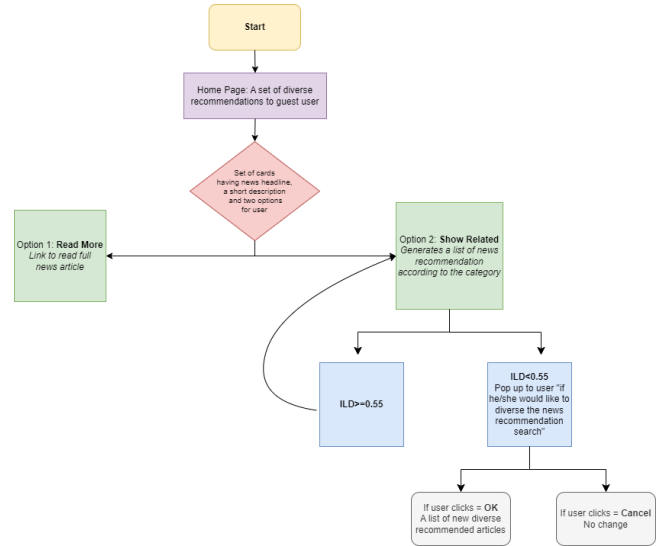 Start
Home Page: A set of diverse
recommendations to guest user
Set of cards
having news headline,
a short description
and two options
for user
Option 1: Read More
Link to read full
news article
Option 2: Show Related
Generates a list of news
recommendation
according to the category
ILD>=0.55
ILD<0.55
Pop up to user "if
he/she would like to
diverse the news
recommendation
search"
If user clicks = OK
A list of new diverse
recommended articles
If user clicks = Cancel
No change